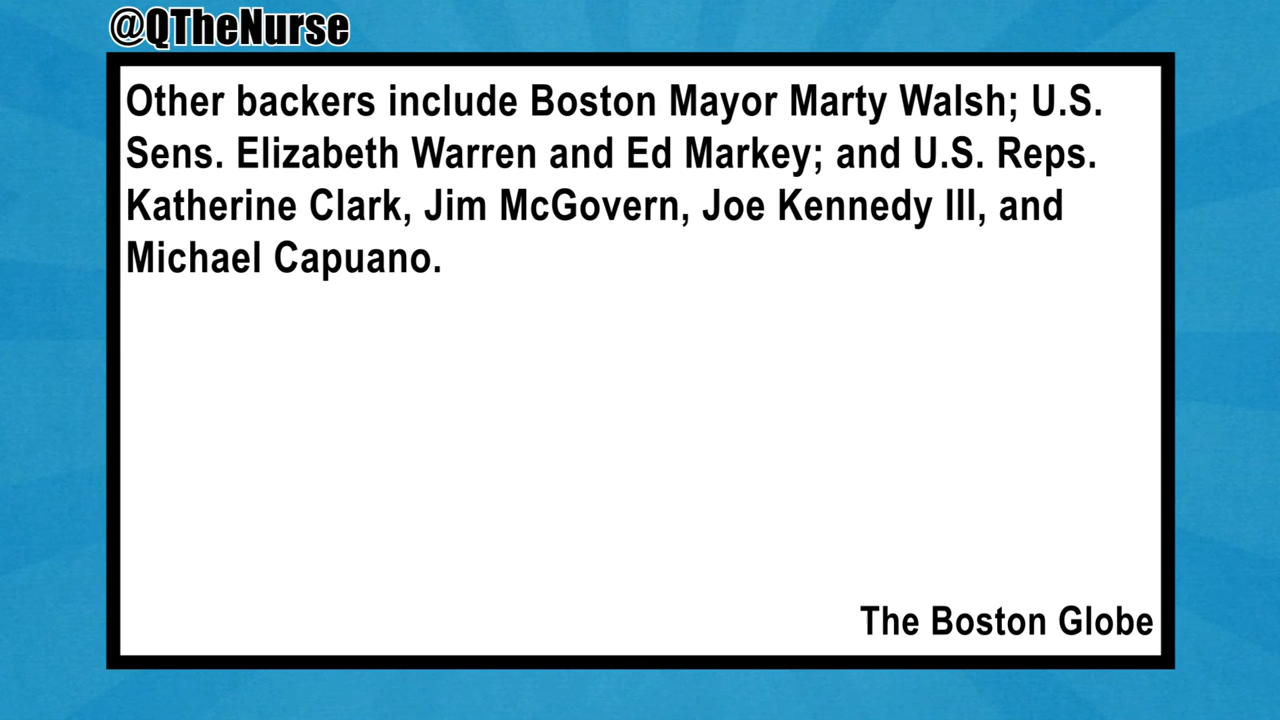 @QTheNurse
Other backers include Boston Mayor Marty Walsh; U.S.
Sens. Elizabeth Warren and Ed Markey; and U.S. Reps.
Katherine Clark, Jim McGovern, Joe Kennedy III, and
Michael Capuano.
The Boston Globe